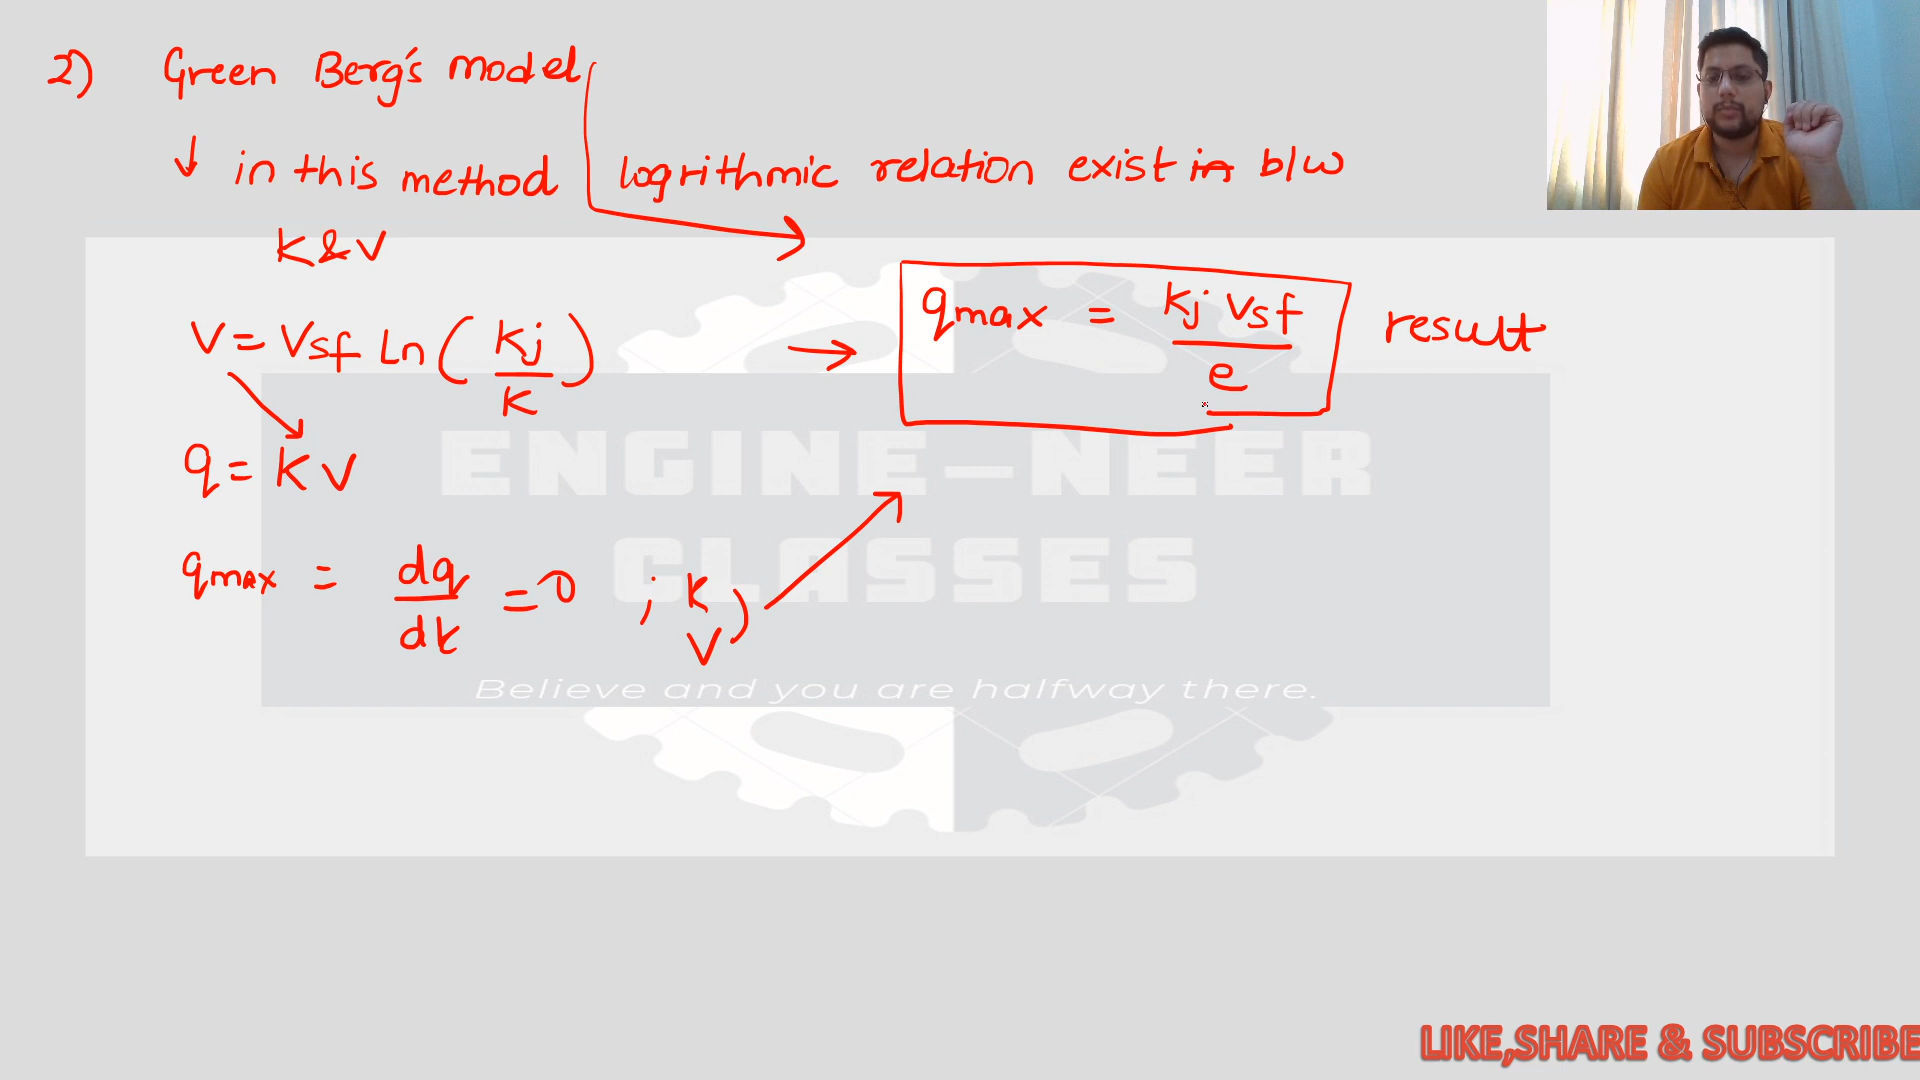 2) Green Berg's model
↓ in this method logrithmic relation exist in b/w
K & V
V = Vsf Ln ( Kj / K ) → qmax = Kj Vsf / e result
q = K V
qmax = dq / dk = 0 ; K
V )
ENGINE-NEER
CLASSES
Believe and you are halfway there.
LIKE,SHARE & SUBSCRIBE